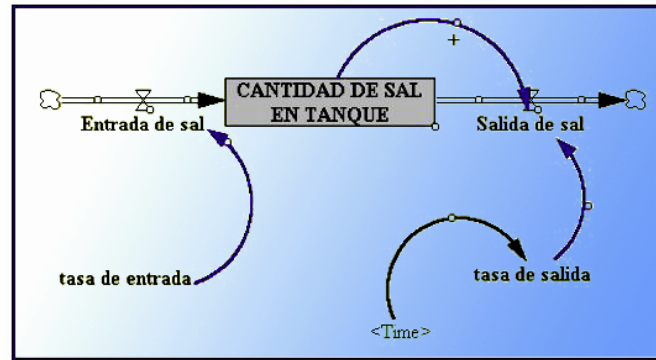 +
CANTIDAD DE SAL
EN TANQUE
Entrada de sal
Salida de sal
tasa de entrada
tasa de salida
<Time>